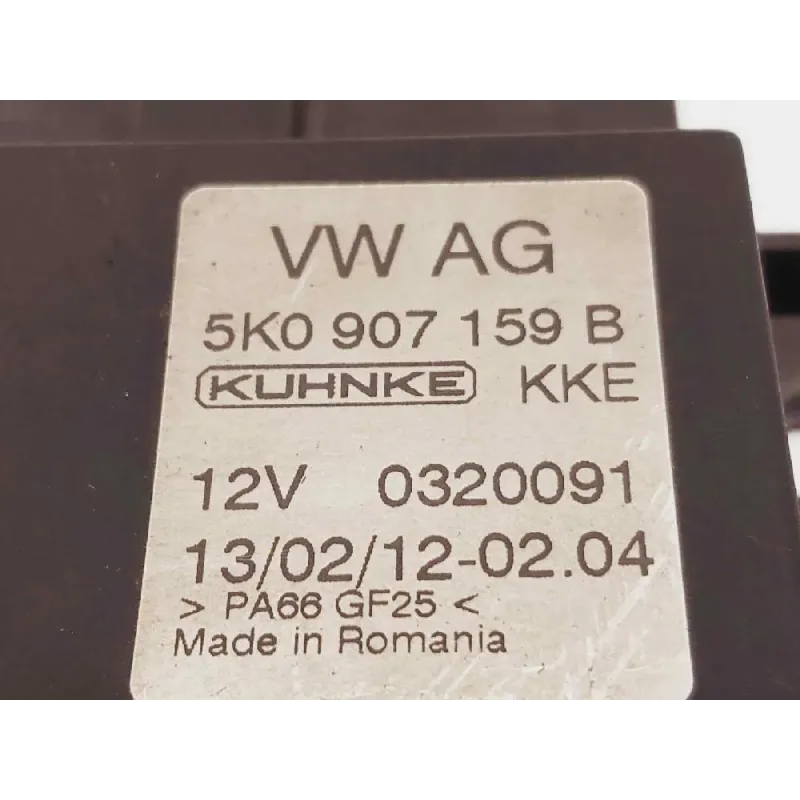 VW AG
5K0 907 159 B
KUHNKE KKE
12V 0320091
13/02/12-02.04
> PA66 GF25 <
Made in Romania